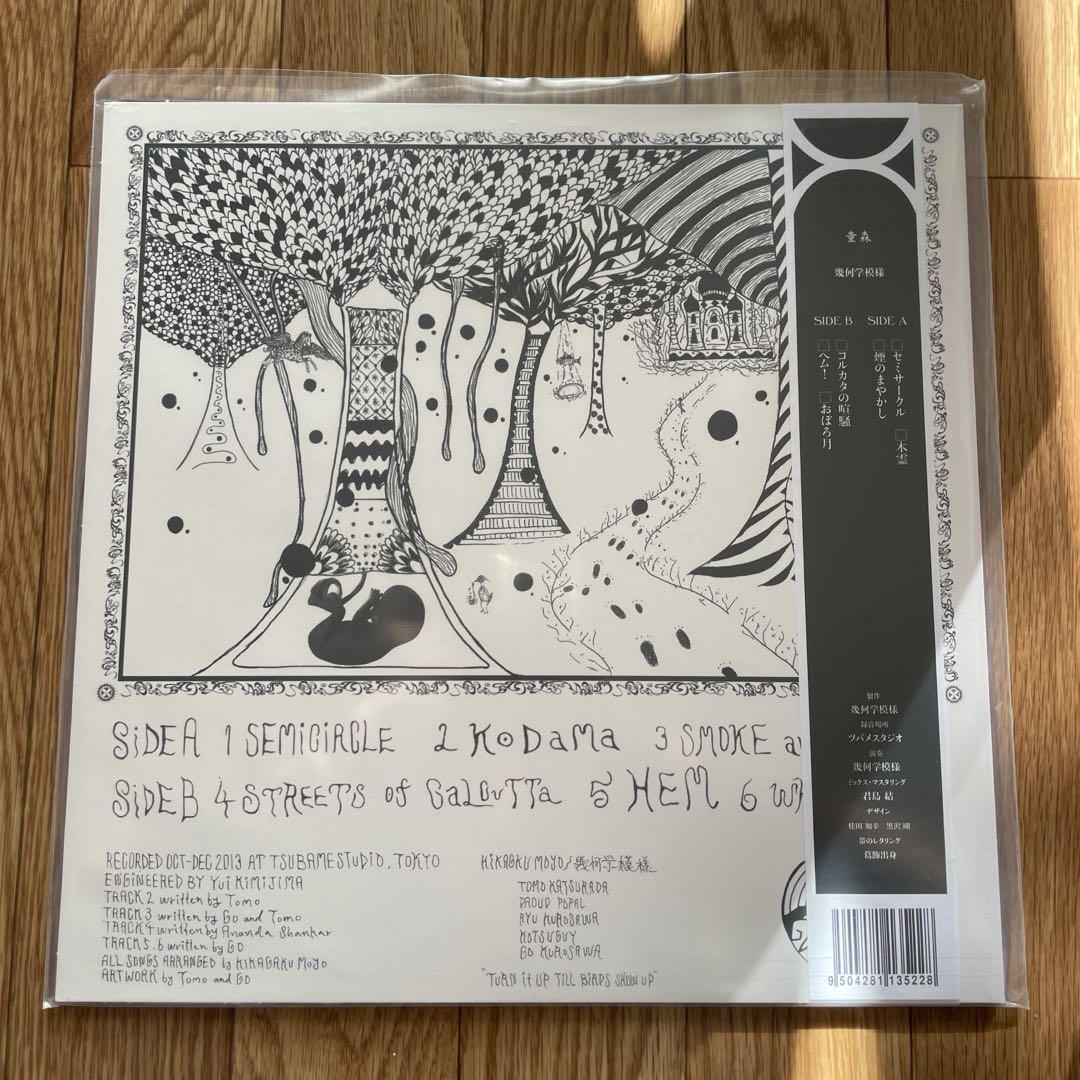 SIDE A 1 SEMICIRCLE 2 KODAMA 3 SMOKE a
SIDE B 4 STREETS of CALCUTTA 5 HEM 6 W
RECORDED OCT-DEC 2013 AT TSUBAMESTUDIO, TOKYO
ENGINEERED BY YUI KIMIJIMA
TRACK 2 written by Tomo
TRACK 3 written by Go and Tomo
TRACK 4 written by Ananda Shankar
TRACK 5.6 written by GO
ALL SONGS ARRANGED by KIKAGAKU MOYO
ARTWORK by Tomo and GO
KIKAGAKU MOYO/幾何学模様
TOMO KATSURADA
DAOUD POPAL
RYU KUROSAWA
KOTSUGUY
GO KUROSAWA
"TURN IT UP TILL BIRDS SHOW UP"
童森
幾何学模様
SIDE A
□セミサークル □木霊
□煙のまやかし
SIDE B
□コルカタの喧騒
□ヘム! □おぼろ月
製作
幾何学模様
録音場所
ツバメスタジオ
演奏
幾何学模様
ミックス・マスタリング
君島 結
デザイン
桂田 知幸 黒沢 剛
帯のレタリング
葛飾出身
9 504281 135228